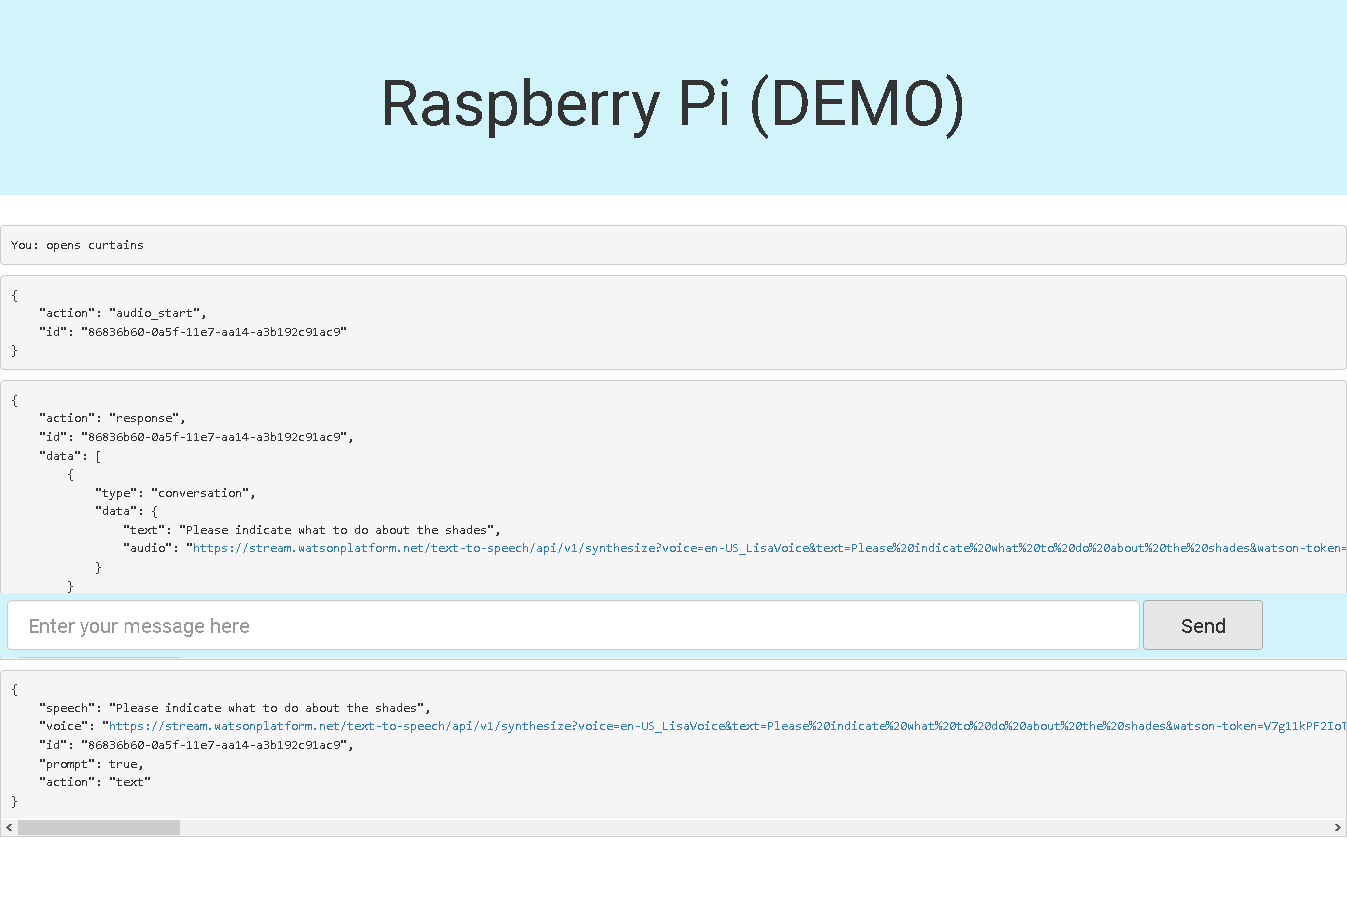 Raspberry Pi (DEMO)
You: opens curtains
{
    "action": "audio_start",
    "id": "86836b60-0a5f-11e7-aa14-a3b192c91ac9"
}
{
    "action": "response",
    "id": "86836b60-0a5f-11e7-aa14-a3b192c91ac9",
    "data": [
        {
            "type": "conversation",
            "data": {
                "text": "Please indicate what to do about the shades",
                "audio": "https://stream.watsonplatform.net/text-to-speech/api/v1/synthesize?voice=en-US_LisaVoice&text=Please%20indicate%20what%20to%20do%20about%20the%20shades&watson-token=
            }
        }
Enter your message here
Send
{
    "speech": "Please indicate what to do about the shades",
    "voice": "https://stream.watsonplatform.net/text-to-speech/api/v1/synthesize?voice=en-US_LisaVoice&text=Please%20indicate%20what%20to%20do%20about%20the%20shades&watson-token=V7g11kPF2IoT
    "id": "86836b60-0a5f-11e7-aa14-a3b192c91ac9",
    "prompt": true,
    "action": "text"
}